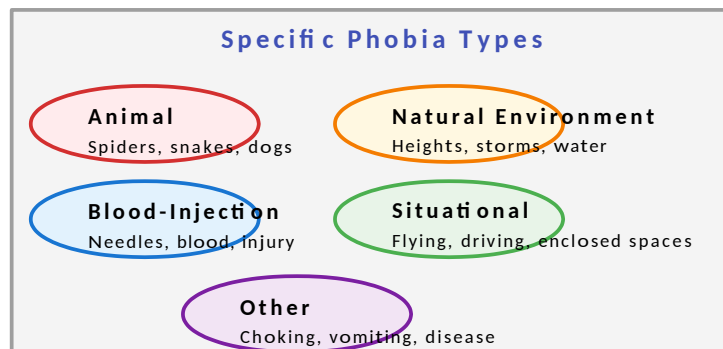 Specific Phobia Types
Animal
Spiders, snakes, dogs
Natural Environment
Heights, storms, water
Blood-Injection
Needles, blood, injury
Situational
Flying, driving, enclosed spaces
Other
Choking, vomiting, disease